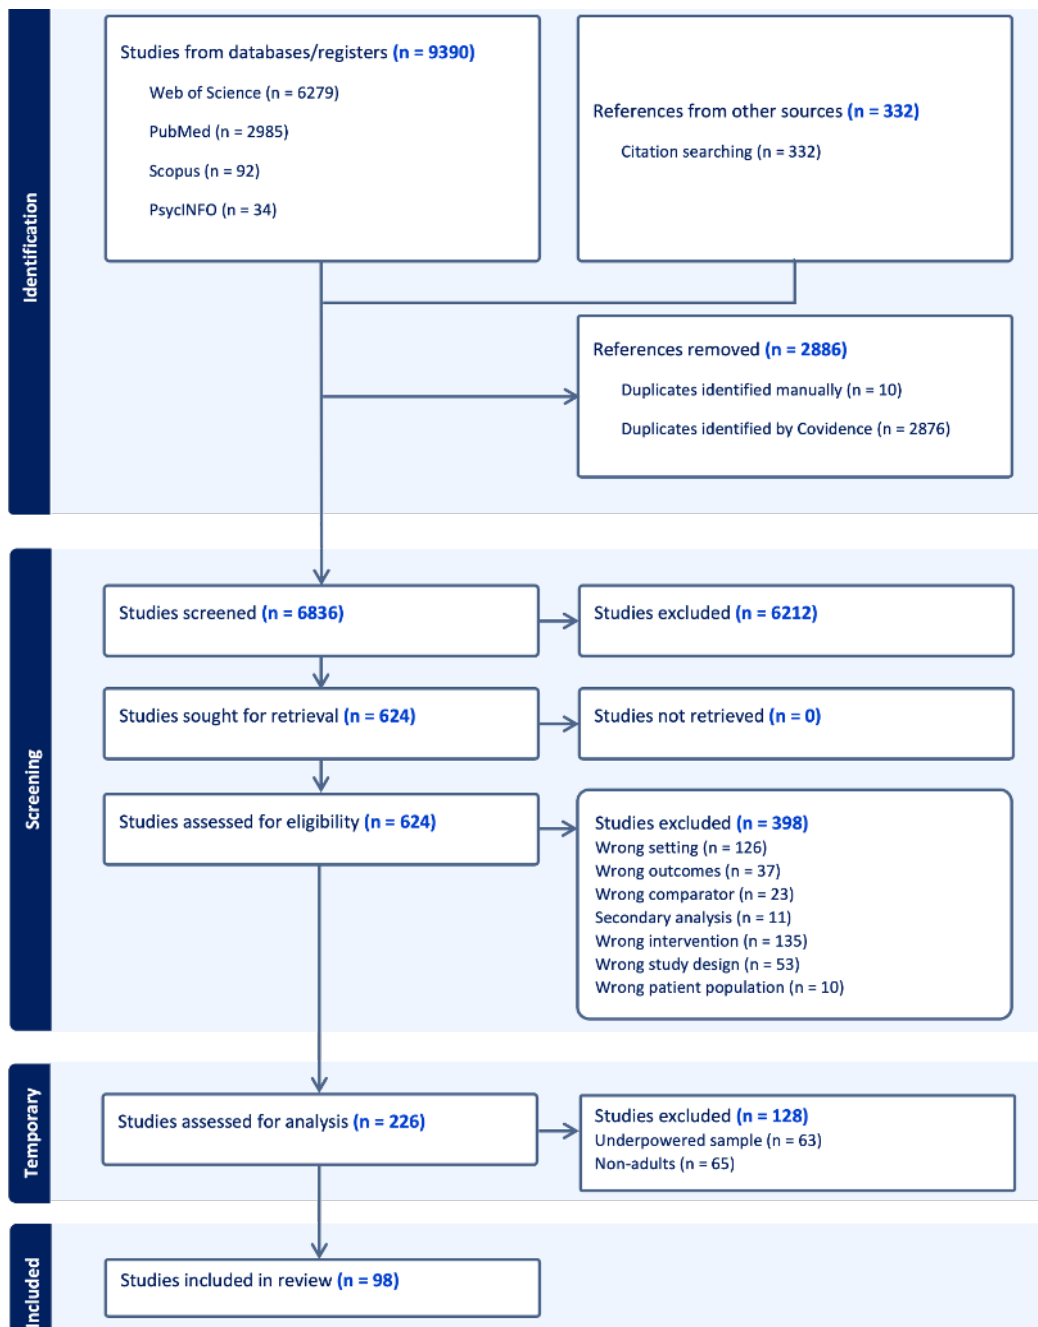 Identification
Studies from databases/registers (n = 9390)
Web of Science (n = 6279)
PubMed (n = 2985)
Scopus (n = 92)
PsycINFO (n = 34)
References from other sources (n = 332)
Citation searching (n = 332)
References removed (n = 2886)
Duplicates identified manually (n = 10)
Duplicates identified by Covidence (n = 2876)
Screening
Studies screened (n = 6836)
Studies excluded (n = 6212)
Studies sought for retrieval (n = 624)
Studies not retrieved (n = 0)
Studies assessed for eligibility (n = 624)
Studies excluded (n = 398)
Wrong setting (n = 126)
Wrong outcomes (n = 37)
Wrong comparator (n = 23)
Secondary analysis (n = 11)
Wrong intervention (n = 135)
Wrong study design (n = 53)
Wrong patient population (n = 10)
Temporary
Studies assessed for analysis (n = 226)
Studies excluded (n = 128)
Underpowered sample (n = 63)
Non-adults (n = 65)
Included
Studies included in review (n = 98)